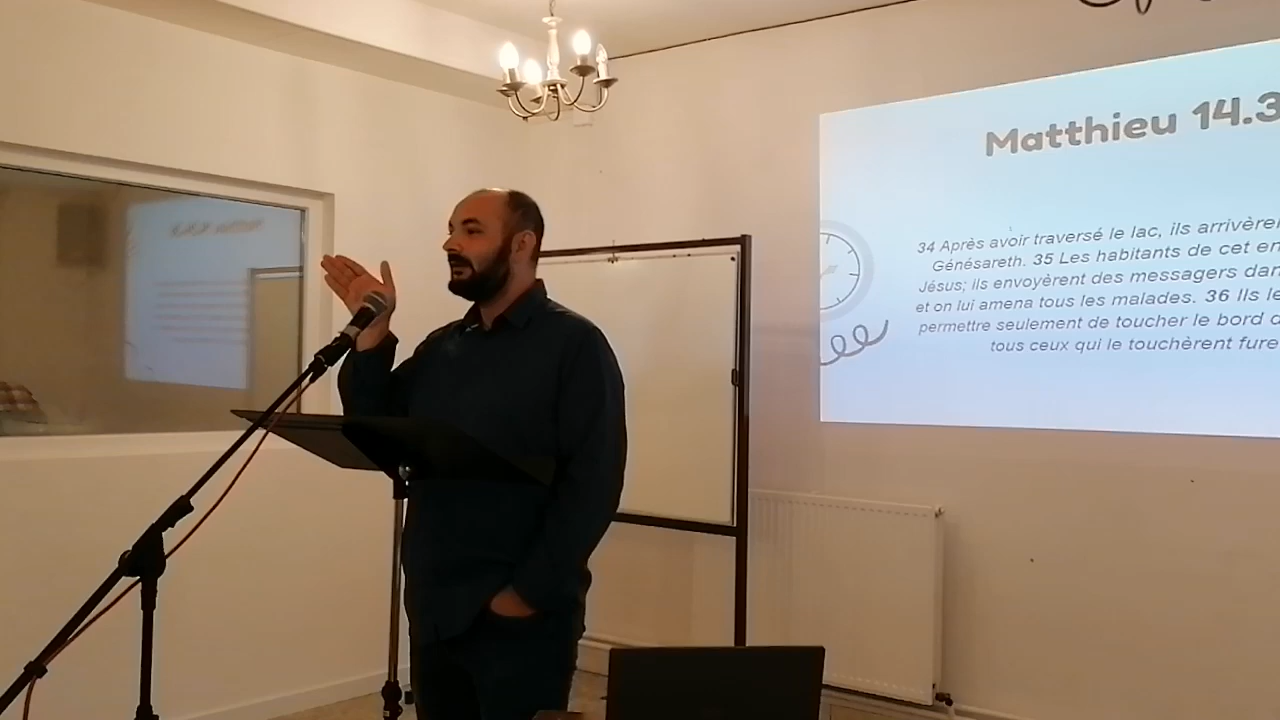 Matthieu 14.3
34 Après avoir traversé le lac, ils arrivèren
Génésareth. 35 Les habitants de cet en
Jésus; ils envoyèrent des messagers dan
et on lui amena tous les malades. 36 Ils le
permettre seulement de toucher le bord d
tous ceux qui le touchèrent fure